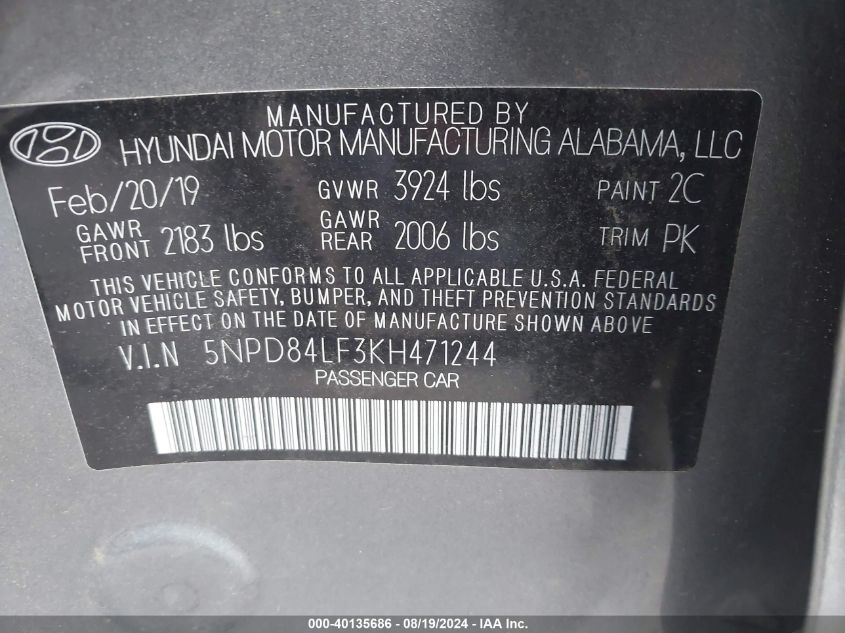 MANUFACTURED BY
HYUNDAI MOTOR MANUFACTURING ALABAMA, LLC
Feb/20/19 GVWR 3924 lbs PAINT 2C
GAWR FRONT 2183 lbs GAWR REAR 2006 lbs TRIM PK
THIS VEHICLE CONFORMS TO ALL APPLICABLE U.S.A. FEDERAL
MOTOR VEHICLE SAFETY, BUMPER, AND THEFT PREVENTION STANDARDS
IN EFFECT ON THE DATE OF MANUFACTURE SHOWN ABOVE
V.I.N 5NPD84LF3KH471244
PASSENGER CAR
000-40135686 - 08/19/2024 - IAA Inc.